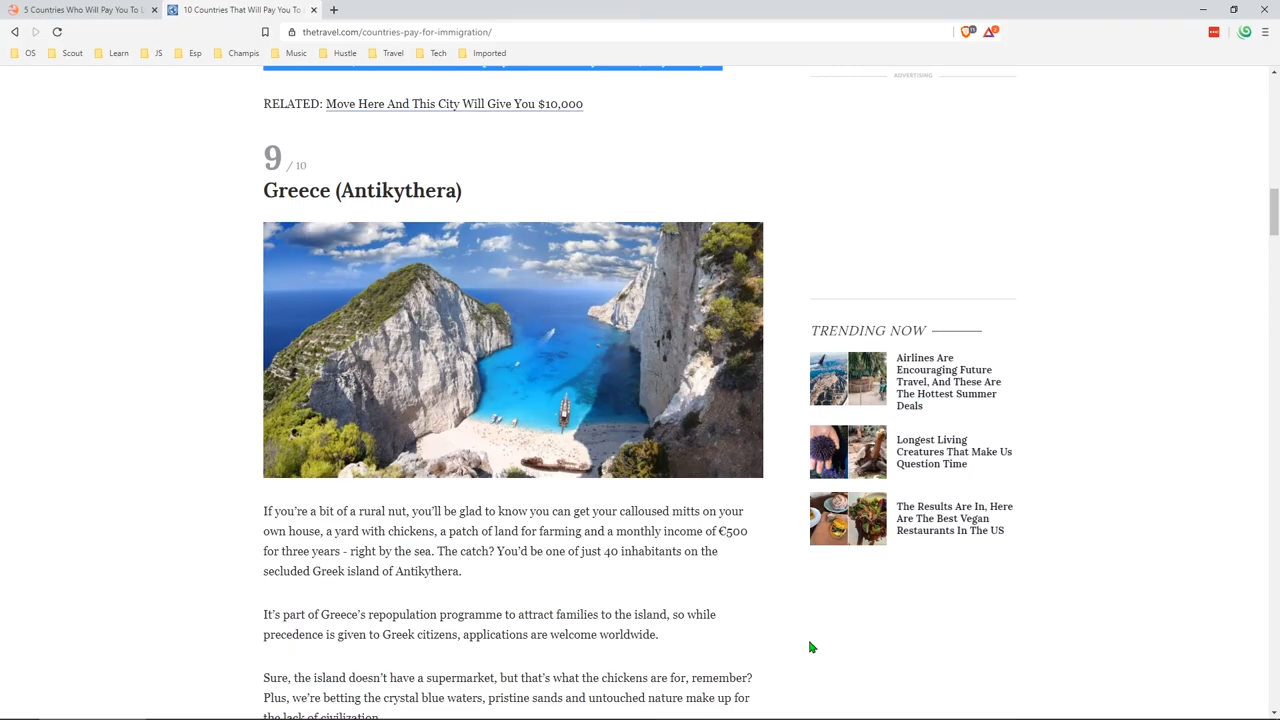 5 Countries Who Will Pay You To L
10 Countries That Will Pay You To
thetravel.com/countries-pay-for-immigration/
OS
Scout
Learn
JS
Esp
Champis
Music
Hustle
Travel
Tech
Imported
ADVERTISING
RELATED: Move Here And This City Will Give You $10,000
9 / 10
Greece (Antikythera)
If you're a bit of a rural nut, you'll be glad to know you can get your calloused mitts on your
own house, a yard with chickens, a patch of land for farming and a monthly income of €500
for three years - right by the sea. The catch? You'd be one of just 40 inhabitants on the
secluded Greek island of Antikythera.
It's part of Greece's repopulation programme to attract families to the island, so while
precedence is given to Greek citizens, applications are welcome worldwide.
Sure, the island doesn't have a supermarket, but that's what the chickens are for, remember?
Plus, we're betting the crystal blue waters, pristine sands and untouched nature make up for
the lack of civilization
TRENDING NOW
Airlines Are
Encouraging Future
Travel, And These Are
The Hottest Summer
Deals
Longest Living
Creatures That Make Us
Question Time
The Results Are In, Here
Are The Best Vegan
Restaurants In The US